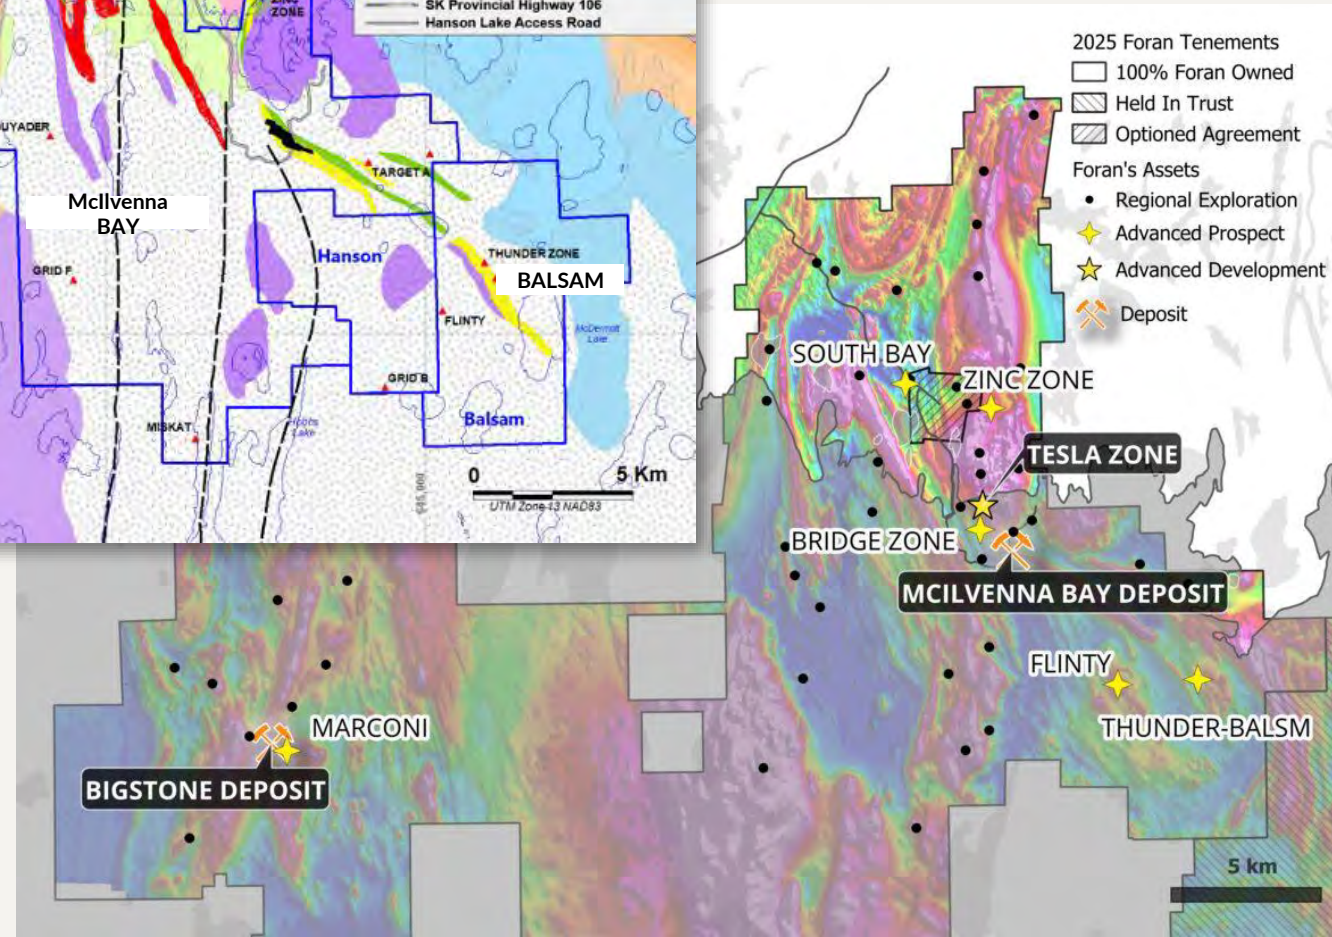 ZONE
SK Provincial Highway 106
Hanson Lake Access Road
UYADER
TARGET A
McIlvenna
BAY
Hanson
THUNDER ZONE
BALSAM
GRID F
FLINTY
McDermott
Lake
GRID B
MISKAT
Lake
Balsam
0 5 Km
UTM Zone 13 NAD83
2025 Foran Tenements
100% Foran Owned
Held In Trust
Optioned Agreement
Foran's Assets
Regional Exploration
Advanced Prospect
Advanced Development
Deposit
SOUTH BAY
ZINC ZONE
TESLA ZONE
BRIDGE ZONE
MCILVENNA BAY DEPOSIT
FLINTY
THUNDER-BALSM
MARCONI
BIGSTONE DEPOSIT
5 km